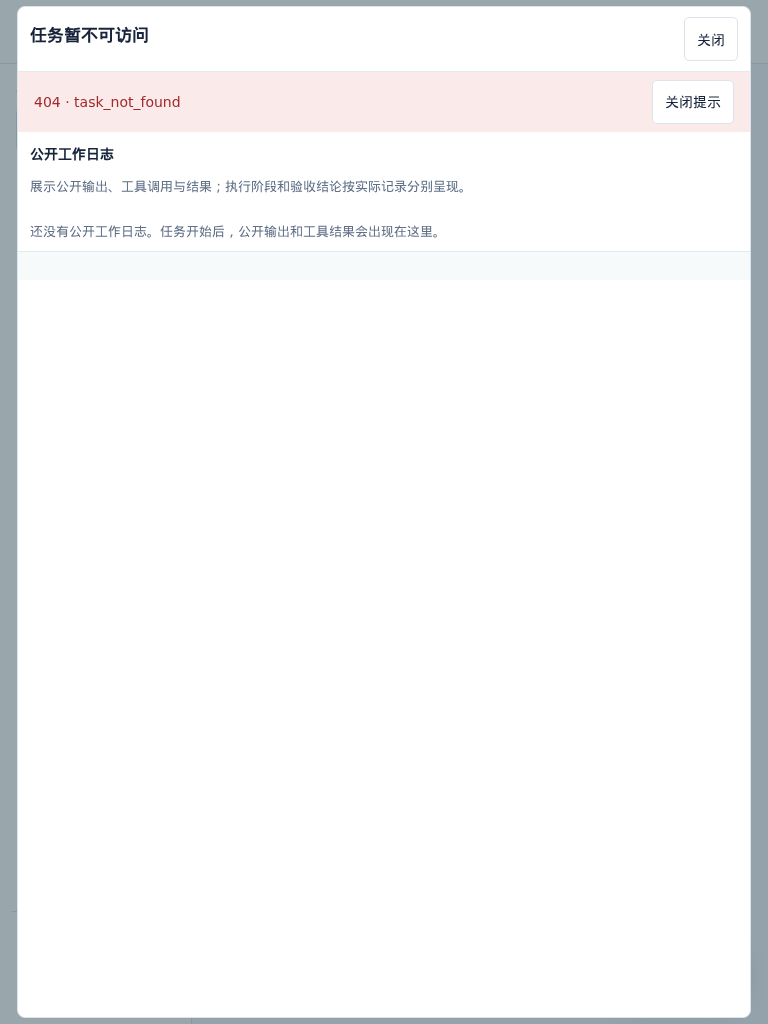 任务暂不可访问
关闭
404 · task_not_found
关闭提示
公开工作日志
展示公开输出、工具调用与结果；执行阶段和验收结论按实际记录分别呈现。
还没有公开工作日志。任务开始后，公开输出和工具结果会出现在这里。